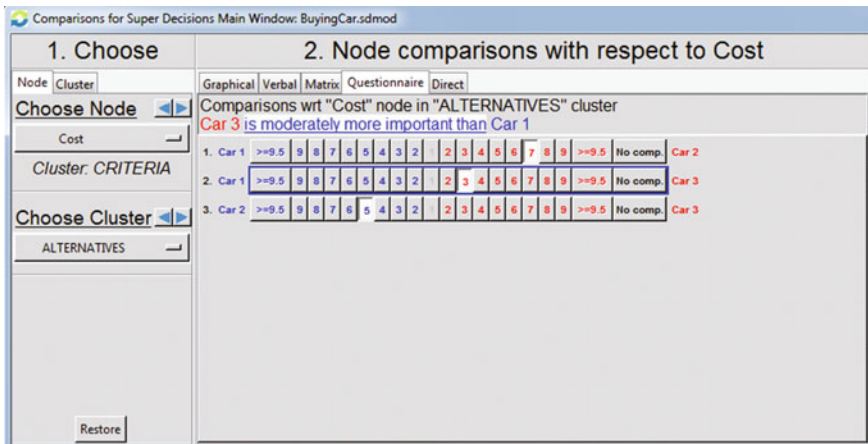 Comparisons for Super Decisions Main Window: BuyingCar.sdmod
1. Choose
2. Node comparisons with respect to Cost
Node Cluster
Graphical Verbal Matrix Questionnaire Direct
Choose Node
Comparisons wrt "Cost" node in "ALTERNATIVES" cluster
Car 3 is moderately more important than Car 1
Cost
1. Car 1 >=9.5 9 8 7 6 5 4 3 2 1 2 3 4 5 6 7 8 9 >=9.5 No comp. Car 2
Cluster: CRITERIA
2. Car 1 >=9.5 9 8 7 6 5 4 3 2 1 2 3 4 5 6 7 8 9 >=9.5 No comp. Car 3
Choose Cluster
3. Car 2 >=9.5 9 8 7 6 5 4 3 2 1 2 3 4 5 6 7 8 9 >=9.5 No comp. Car 3
ALTERNATIVES
Restore